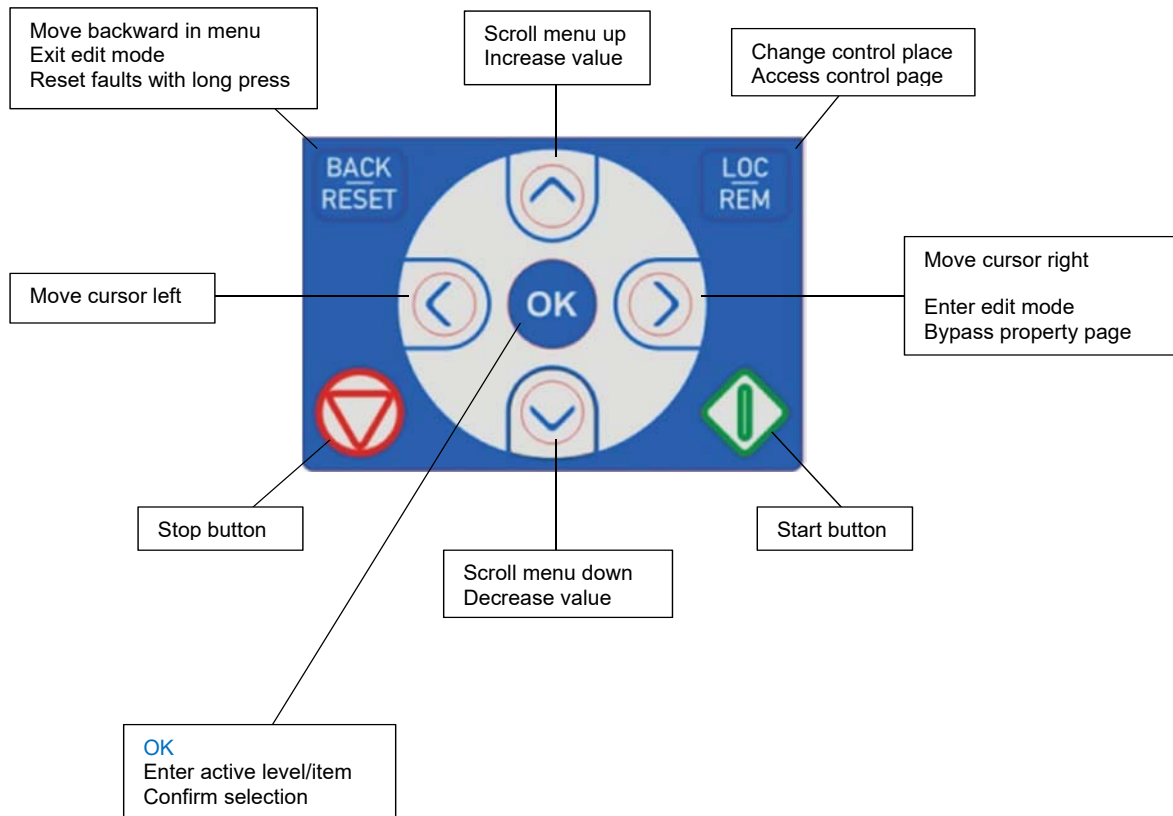 Move backward in menu
Exit edit mode
Reset faults with long press
Scroll menu up
Increase value
Change control place
Access control page
BACK
RESET
LOC
REM
Move cursor left
OK
Move cursor right
Enter edit mode
Bypass property page
Stop button
Scroll menu down
Decrease value
Start button
OK
Enter active level/item
Confirm selection